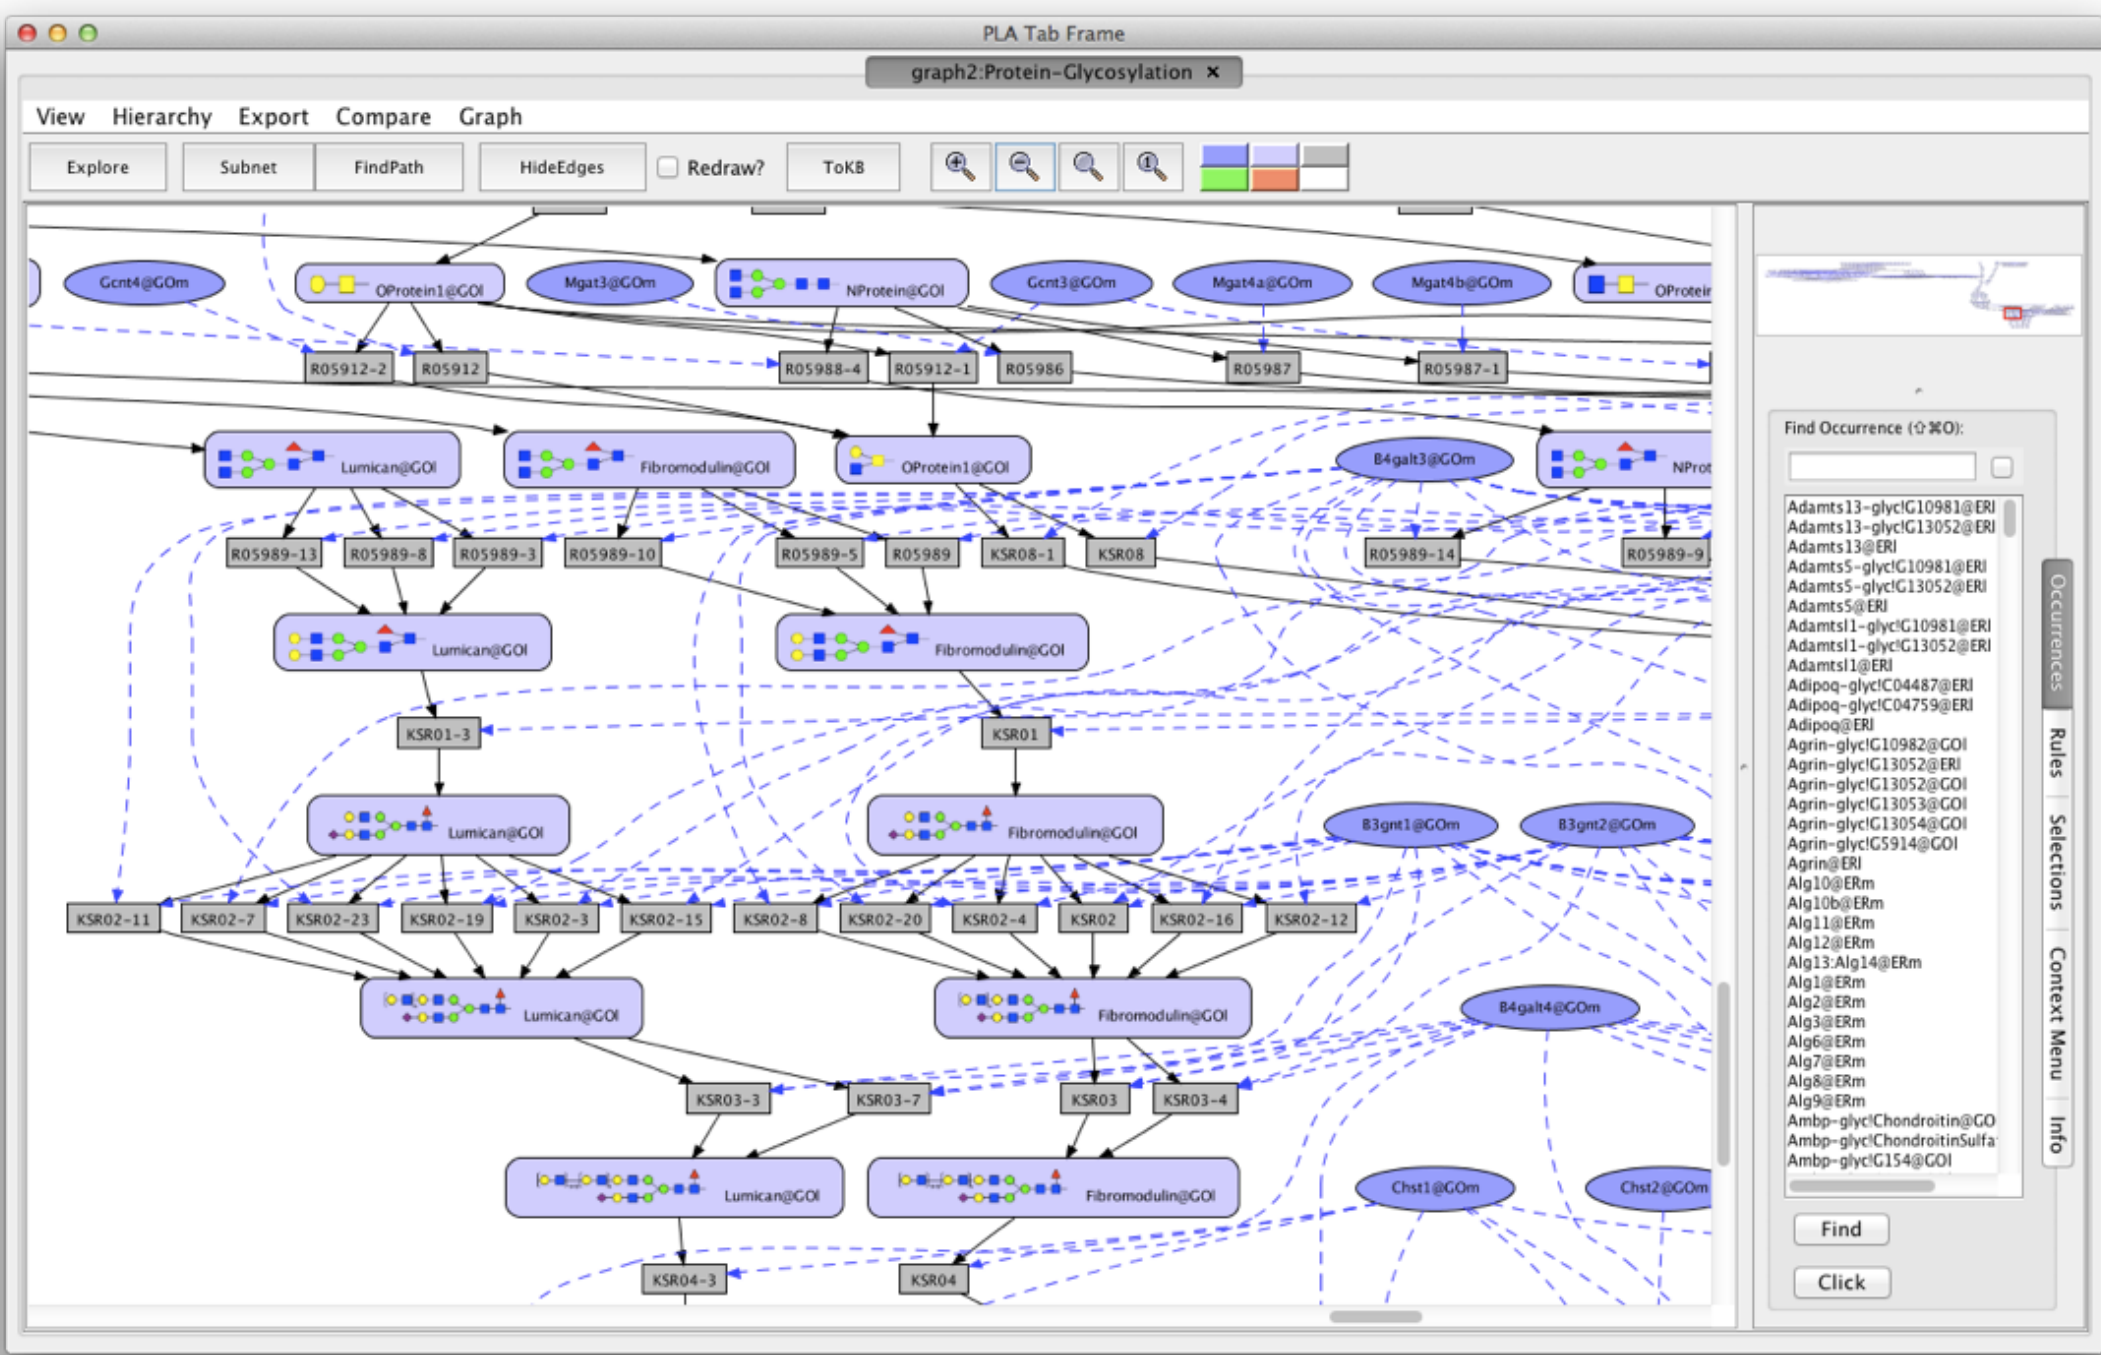 PLA Tab Frame
graph2:Protein-Glycosylation ×
View Hierarchy Export Compare Graph
Explore Subnet FindPath HideEdges Redraw? ToKB
Gcnt4@GOm OProtein1@GOl Mgat3@GOm NProtein@GOl Gcnt3@GOm Mgat4a@GOm Mgat4b@GOm OProtein
R05912-2 R05912 R05988-4 R05912-1 R05986 R05987 R05987-1
Lumican@GOl Fibromodulin@GOl OProtein1@GOl B4galt3@GOm NProt
R05989-13 R05989-8 R05989-3 R05989-10 R05989-5 R05989 KSR08-1 KSR08 R05989-14 R05989-9
Lumican@GOl Fibromodulin@GOl
KSR01-3 KSR01
Lumican@GOl Fibromodulin@GOl B3gnt1@GOm B3gnt2@GOm
KSR02-11 KSR02-7 KSR02-23 KSR02-19 KSR02-3 KSR02-15 KSR02-8 KSR02-20 KSR02-4 KSR02 KSR02-16 KSR02-12
Lumican@GOl Fibromodulin@GOl B4galt4@GOm
KSR03-3 KSR03-7 KSR03 KSR03-4
Lumican@GOl Fibromodulin@GOl Chst1@GOm Chst2@GOm
KSR04-3 KSR04
Find Occurrence (⇧⌘O):
Adamts13-glyc!G10981@ERl
Adamts13-glyc!G13052@ERl
Adamts13@ERl
Adamts5-glyc!G10981@ERl
Adamts5-glyc!G13052@ERl
Adamts5@ERl
Adamtsl1-glyc!G10981@ERl
Adamtsl1-glyc!G13052@ERl
Adamtsl1@ERl
Adipoq-glyc!C04487@ERl
Adipoq-glyc!C04759@ERl
Adipoq@ERl
Agrin-glyc!G10982@GOl
Agrin-glyc!G13052@ERl
Agrin-glyc!G13052@GOl
Agrin-glyc!G13053@GOl
Agrin-glyc!G13054@GOl
Agrin-glyc!G5914@GOl
Agrin@ERl
Alg10@ERm
Alg10b@ERm
Alg11@ERm
Alg12@ERm
Alg13:Alg14@ERm
Alg1@ERm
Alg2@ERm
Alg3@ERm
Alg6@ERm
Alg7@ERm
Alg8@ERm
Alg9@ERm
Ambp-glyc!Chondroitin@GO
Ambp-glyc!ChondroitinSulfa
Ambp-glyc!G154@GOl
Find
Click
Occurrences
Rules
Selections
Context Menu
Info